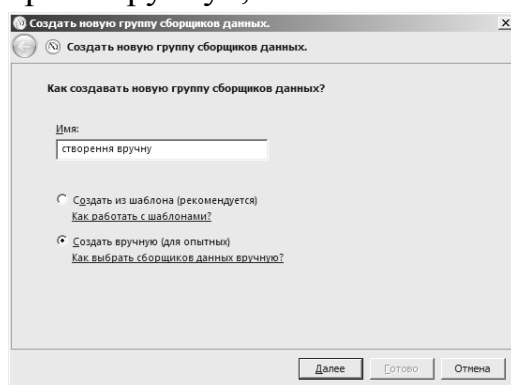 Создать новую группу сборщиков данных.
Создать новую группу сборщиков данных.
Как создавать новую группу сборщиков данных?
Имя:
створення вручну
Создать из шаблона (рекомендуется)
Как работать с шаблонами?
Создать вручную (для опытных)
Как выбрать сборщиков данных вручную?
Далее Готово Отмена